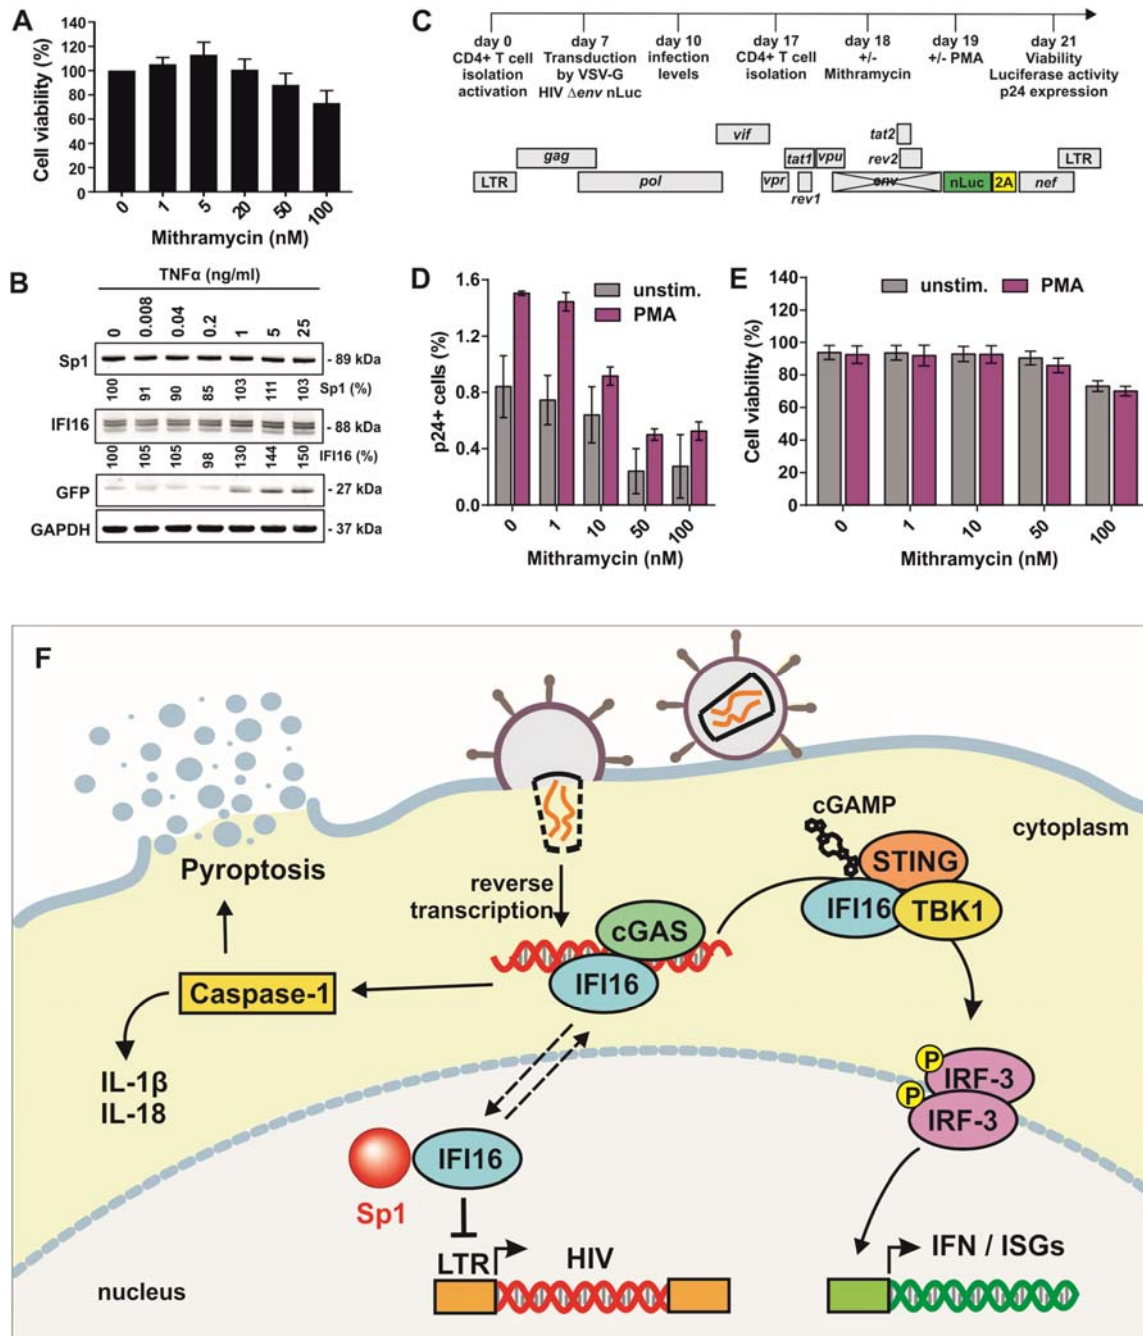 A
Cell viability (%)
140
120
100
80
60
40
20
0
0 1 5 20 50 100
Mithramycin (nM)
B
TNFα (ng/ml)
0 0.008 0.04 0.2 1 5 25
Sp1
- 89 kDa
100 91 90 85 103 111 103 Sp1 (%)
IFI16
- 88 kDa
100 105 105 98 130 144 150 IFI16 (%)
GFP
- 27 kDa
GAPDH
- 37 kDa
C
day 0
CD4+ T cell
isolation
activation
day 7
Transduction
by VSV-G
HIV Δenv nLuc
day 10
infection
levels
day 17
CD4+ T cell
isolation
day 18
+/-
Mithramycin
day 19
+/- PMA
day 21
Viability
Luciferase activity
p24 expression
LTR
gag
pol
vif
vpr
tat1
rev1
vpu
tat2
rev2
env
nLuc
2A
nef
LTR
D
p24+ cells (%)
1.6
1.2
0.8
0.4
0.0
unstim.
PMA
0 1 10 50 100
Mithramycin (nM)
E
Cell viability (%)
140
120
100
80
60
40
20
0
unstim. PMA
0 1 10 50 100
Mithramycin (nM)
F
cGAMP
cytoplasm
STING
IFI16
TBK1
Pyroptosis
reverse
transcription
cGAS
IFI16
Caspase-1
IL-1β
IL-18
P
IRF-3
P
IRF-3
IFI16
Sp1
LTR
HIV
IFN / ISGs
nucleus